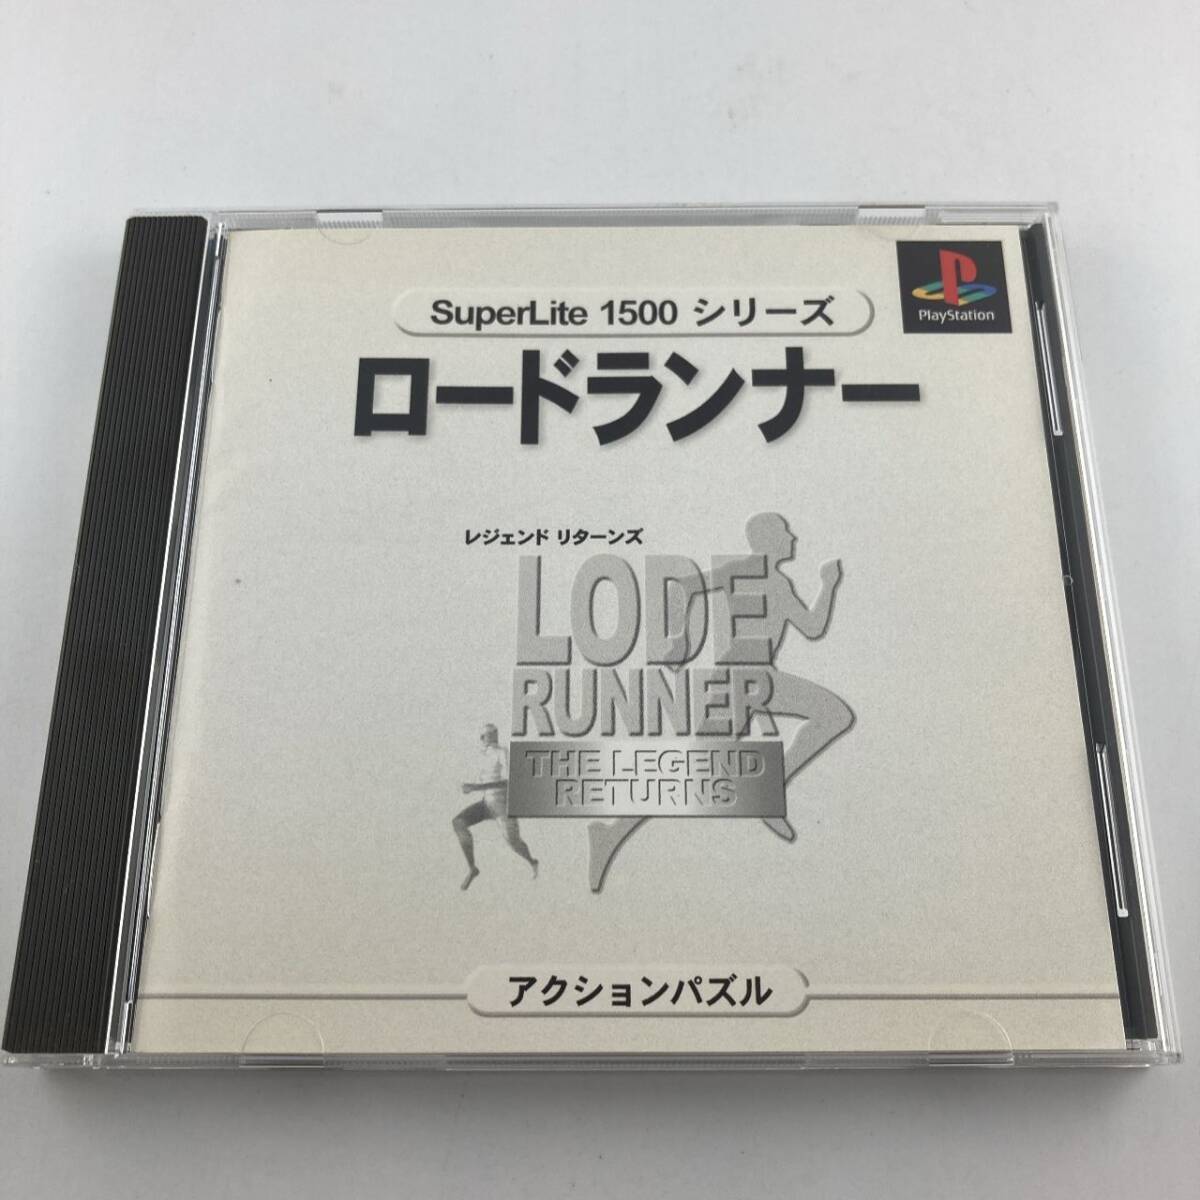 SuperLite 1500 シリーズ
PlayStation
ロードランナー
レジェンド リターンズ
LODE
RUNNER
THE LEGEND
RETURNS
アクションパズル